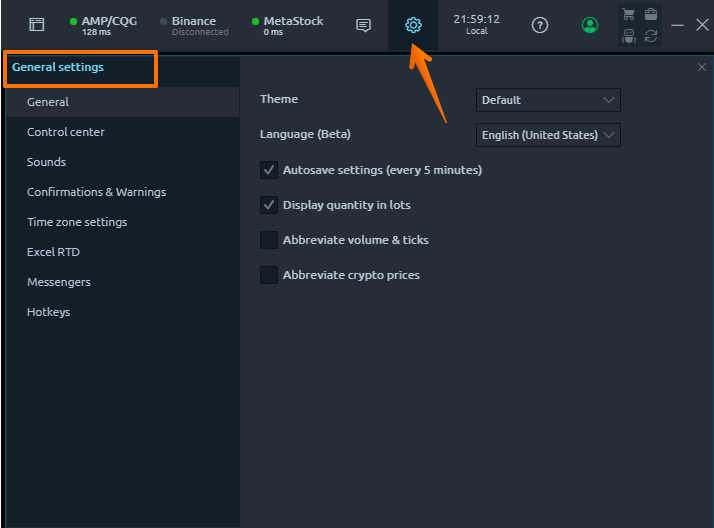 AMP/CQG
128 ms
Binance
Disconnected
MetaStock
0 ms
21:59:12
Local
General settings
General
Control center
Sounds
Confirmations & Warnings
Time zone settings
Excel RTD
Messengers
Hotkeys
Theme
Default
Language (Beta)
English (United States)
Autosave settings (every 5 minutes)
Display quantity in lots
Abbreviate volume & ticks
Abbreviate crypto prices